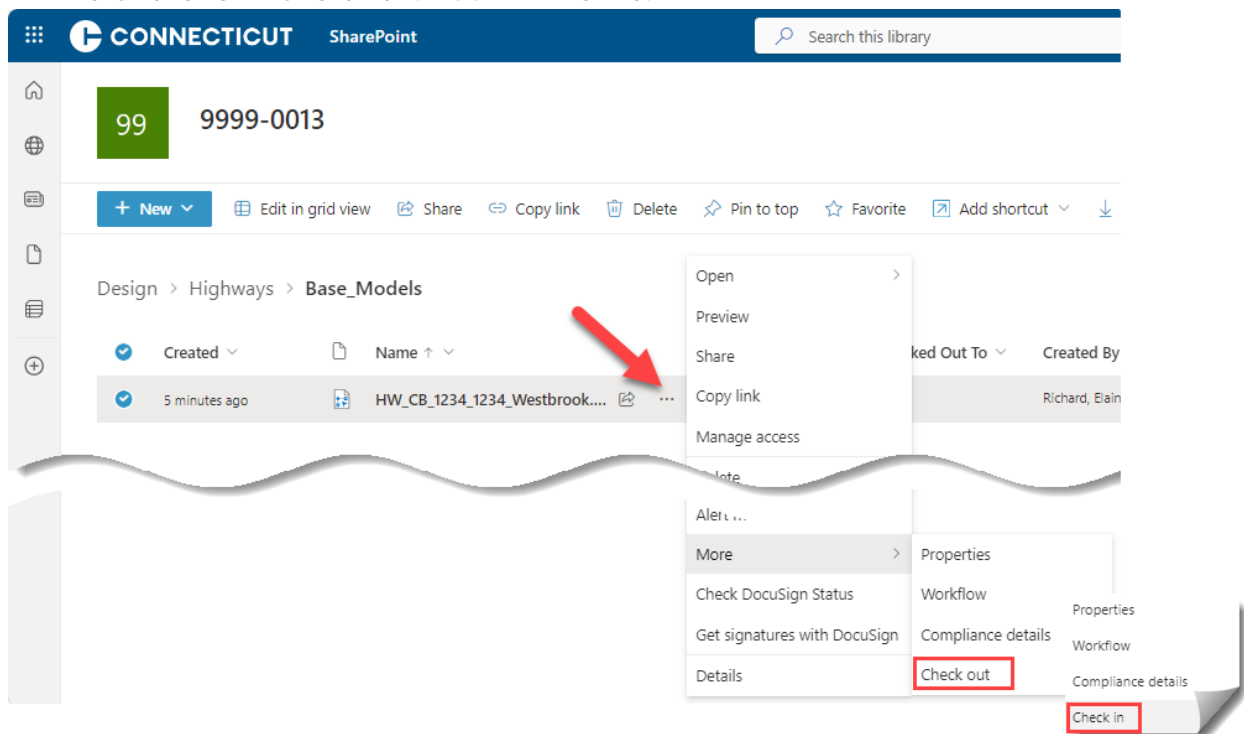 CONNECTICUT SharePoint Search this library
99 9999-0013
New Edit in grid view Share Copy link Delete Pin to top Favorite Add shortcut
Design > Highways > Base_Models
Created Name ked Out To Created By
5 minutes ago HW_CB_1234_1234_Westbrook.... ... Richard, Elain
Open
Preview
Share
Copy link
Manage access
More
Check DocuSign Status
Get signatures with DocuSign
Details
Properties
Workflow
Compliance details
Check out
Properties
Workflow
Compliance details
Check in